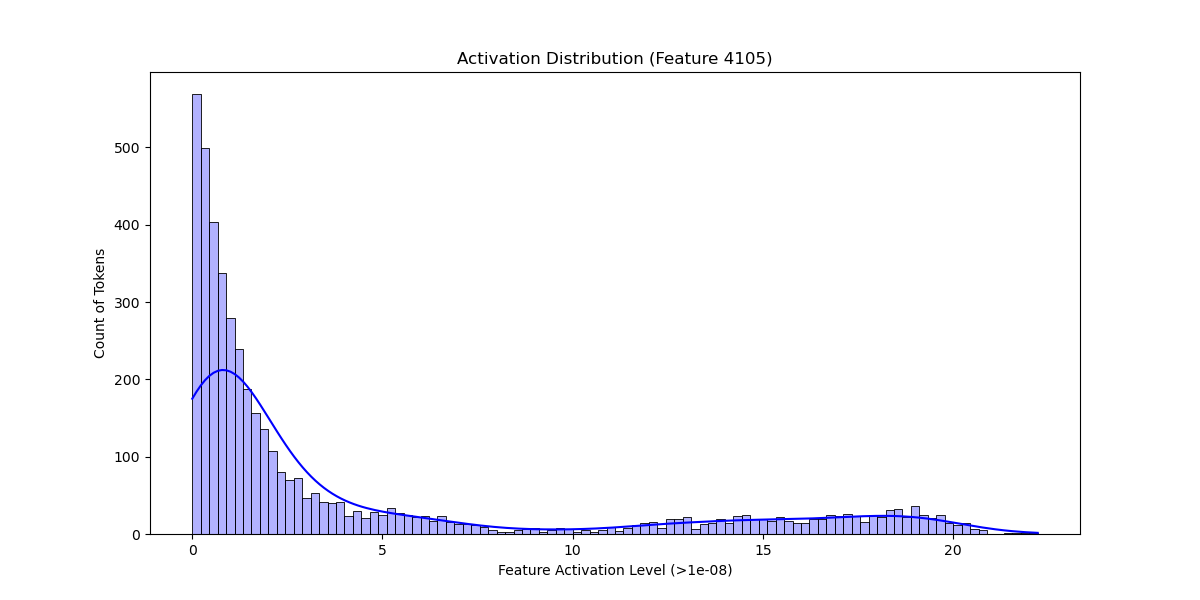 Activation Distribution (Feature 4105)
Count of Tokens
500
400
300
200
100
0
0 5 10 15 20
Feature Activation Level (>1e-08)